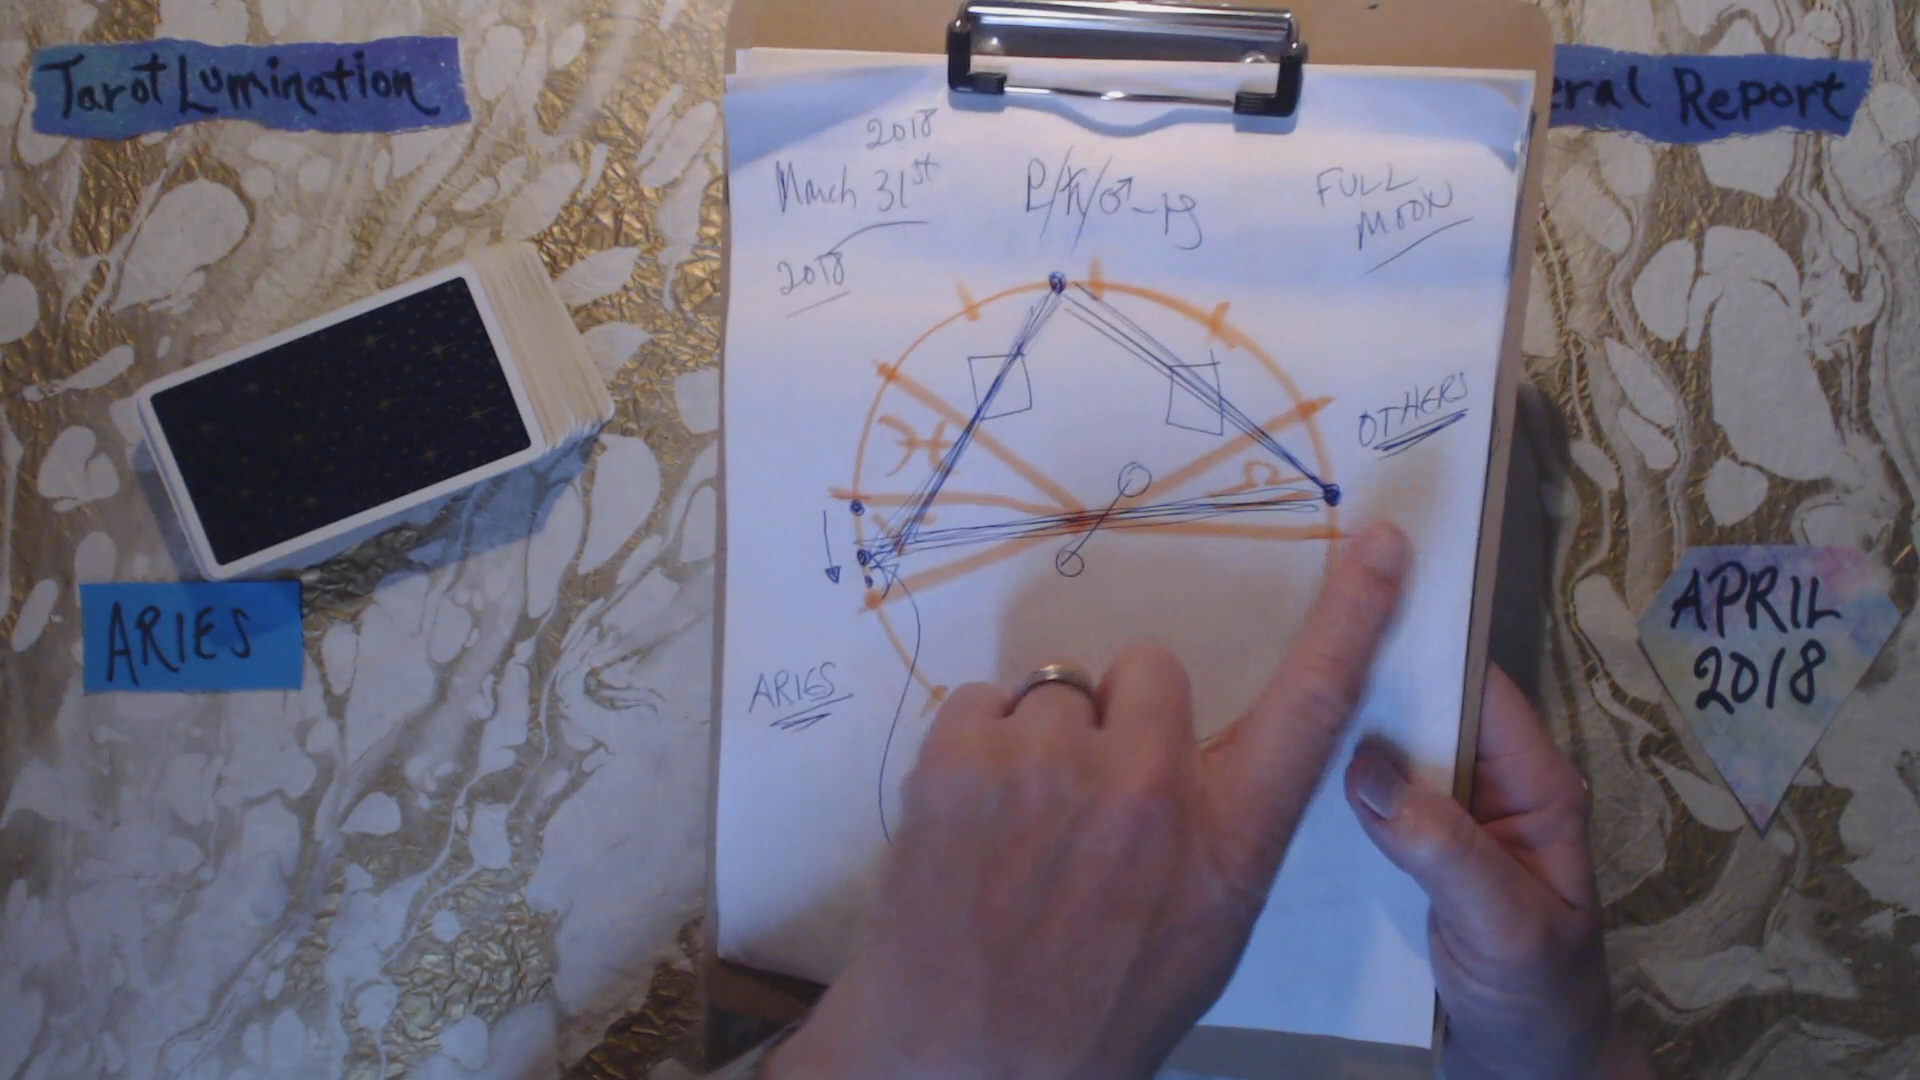 Tarot Lumination
eral Report
2018
March 31st
2018
P/♄/♂-♑
FULL
MOON
OTHERS
♓
♎
♈
ARIES
ARIES
APRIL
2018